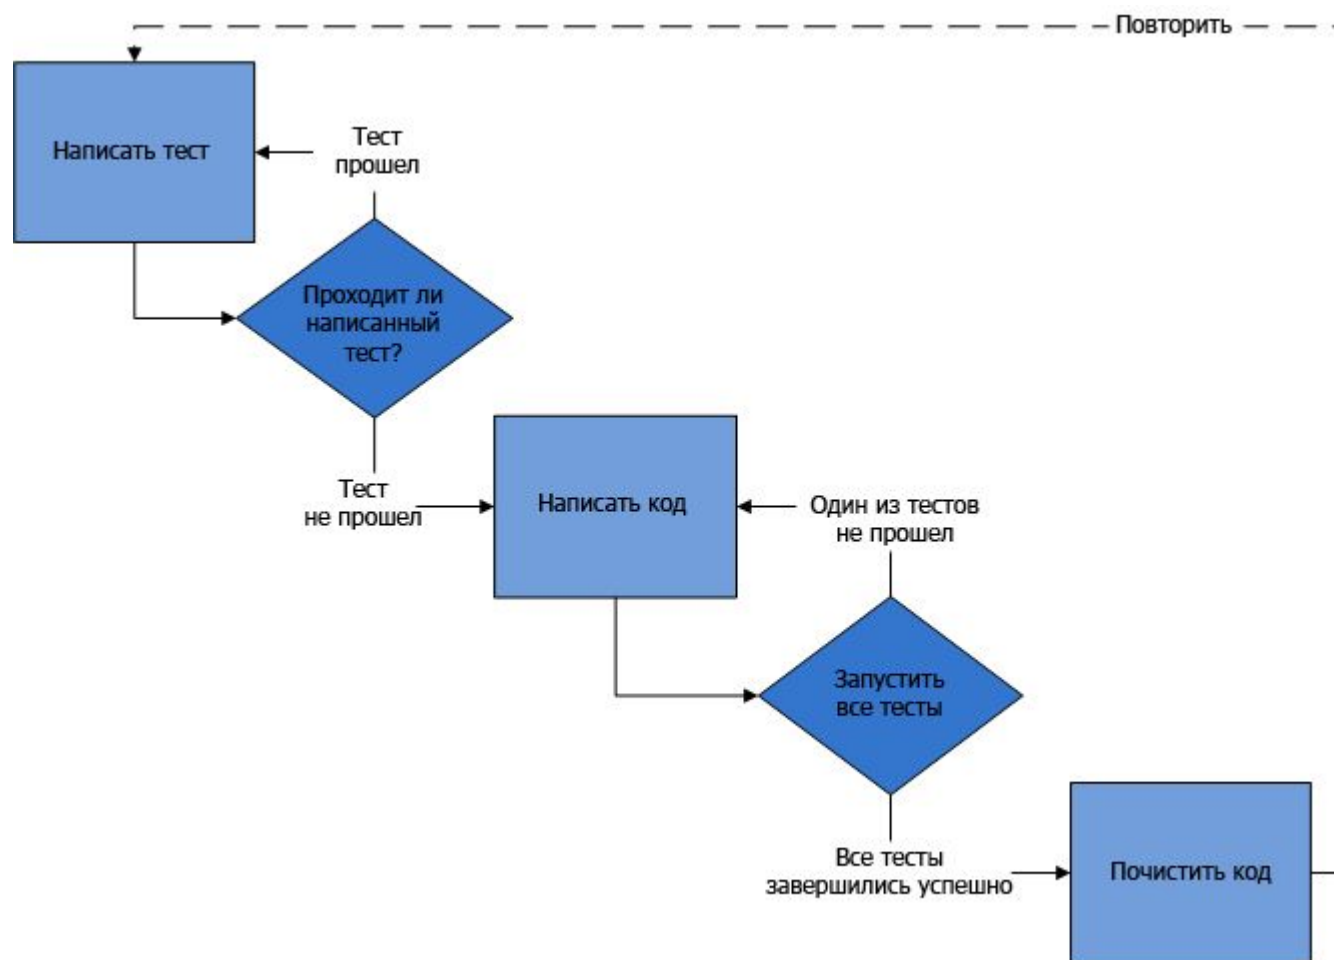 Повторить
Написать тест
Тест
прошел
Проходит ли
написанный
тест?
Тест
не прошел
Написать код
Один из тестов
не прошел
Запустить
все тесты
Все тесты
завершились успешно
Почистить код